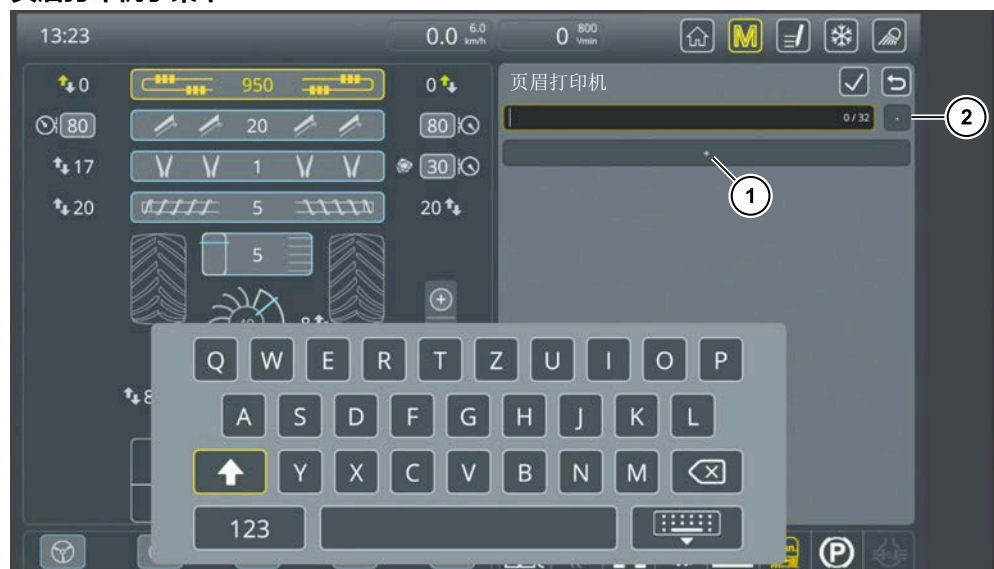 13:23
0.0 6.0 km/h
0 800 1/min
M
0
950
0
页眉打印机
80
20
80
0 / 32
-
2
17
1
30
+
1
20
5
20
5
+
Q W E R T Z U I O P
8
A S D F G H J K L
Y X C V B N M
123
P